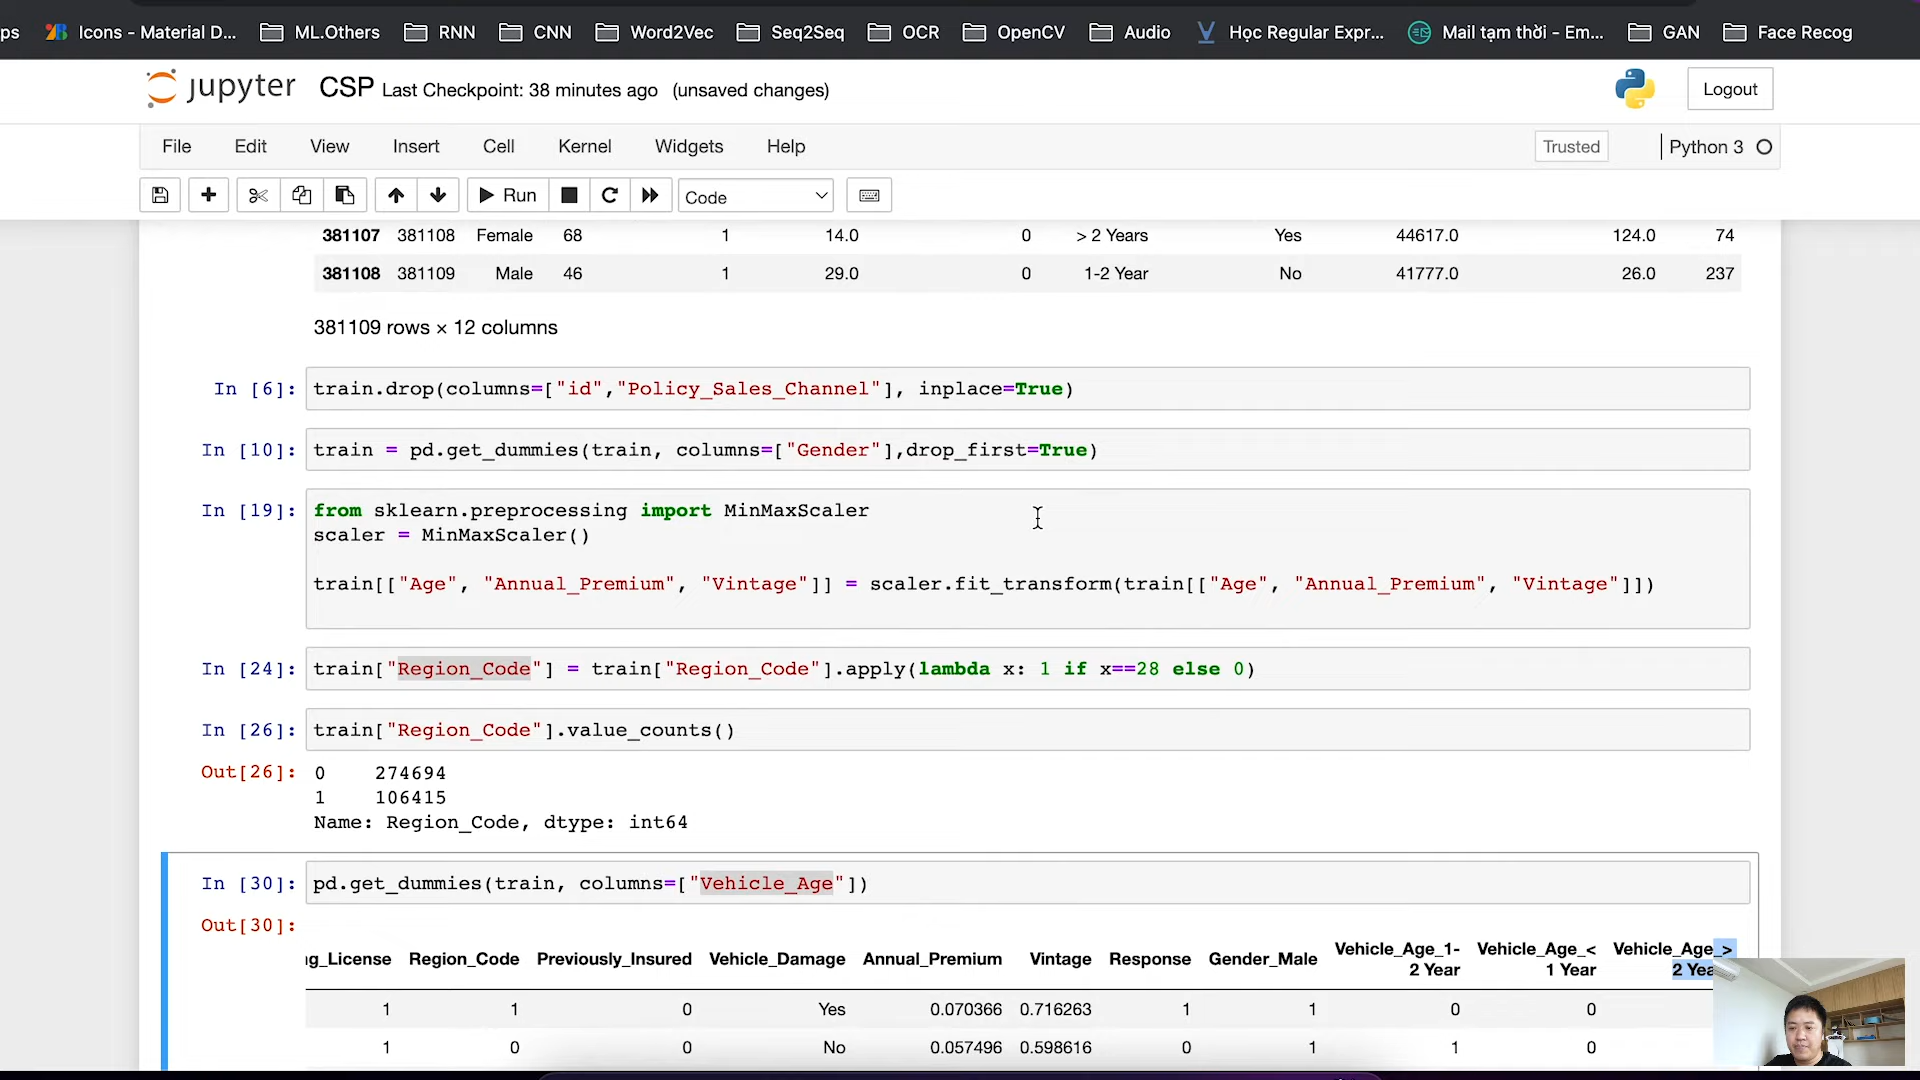 ps Icons - Material D... ML.Others RNN CNN Word2Vec Seq2Seq OCR OpenCV Audio Học Regular Expr... Mail tạm thời - Em... GAN Face Recog
jupyter CSP Last Checkpoint: 38 minutes ago (unsaved changes) Logout
File Edit View Insert Cell Kernel Widgets Help Trusted Python 3
Run Code
381107 381108 Female 68 1 14.0 0 > 2 Years Yes 44617.0 124.0 74
381108 381109 Male 46 1 29.0 0 1-2 Year No 41777.0 26.0 237
381109 rows × 12 columns
In [6]: train.drop(columns=["id","Policy_Sales_Channel"], inplace=True)
In [10]: train = pd.get_dummies(train, columns=["Gender"],drop_first=True)
In [19]: from sklearn.preprocessing import MinMaxScaler
scaler = MinMaxScaler()
train[["Age", "Annual_Premium", "Vintage"]] = scaler.fit_transform(train[["Age", "Annual_Premium", "Vintage"]])
In [24]: train["Region_Code"] = train["Region_Code"].apply(lambda x: 1 if x==28 else 0)
In [26]: train["Region_Code"].value_counts()
Out[26]: 0 274694
1 106415
Name: Region_Code, dtype: int64
In [30]: pd.get_dummies(train, columns=["Vehicle_Age"])
Out[30]:
g_License Region_Code Previously_Insured Vehicle_Damage Annual_Premium Vintage Response Gender_Male Vehicle_Age_1- Vehicle_Age_< Vehicle_Age_>
2 Year 1 Year 2 Yea
1 1 0 Yes 0.070366 0.716263 1 1 0 0
1 0 0 No 0.057496 0.598616 0 1 1 0